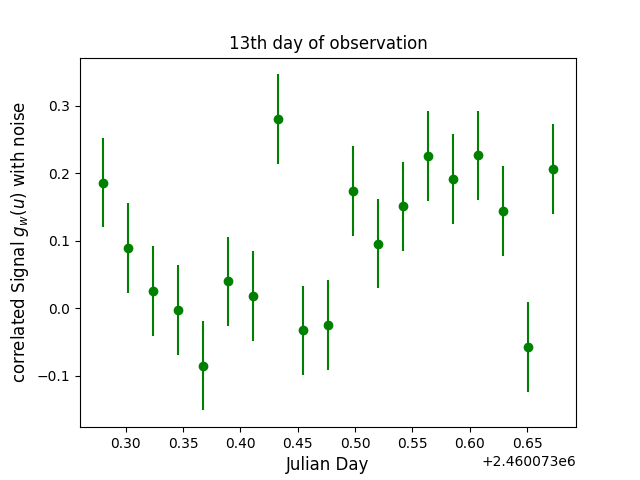 13th day of observation
correlated Signal g_w(u) with noise
0.3
0.2
0.1
0.0
−0.1
0.30 0.35 0.40 0.45 0.50 0.55 0.60 0.65
+2.460073e6
Julian Day